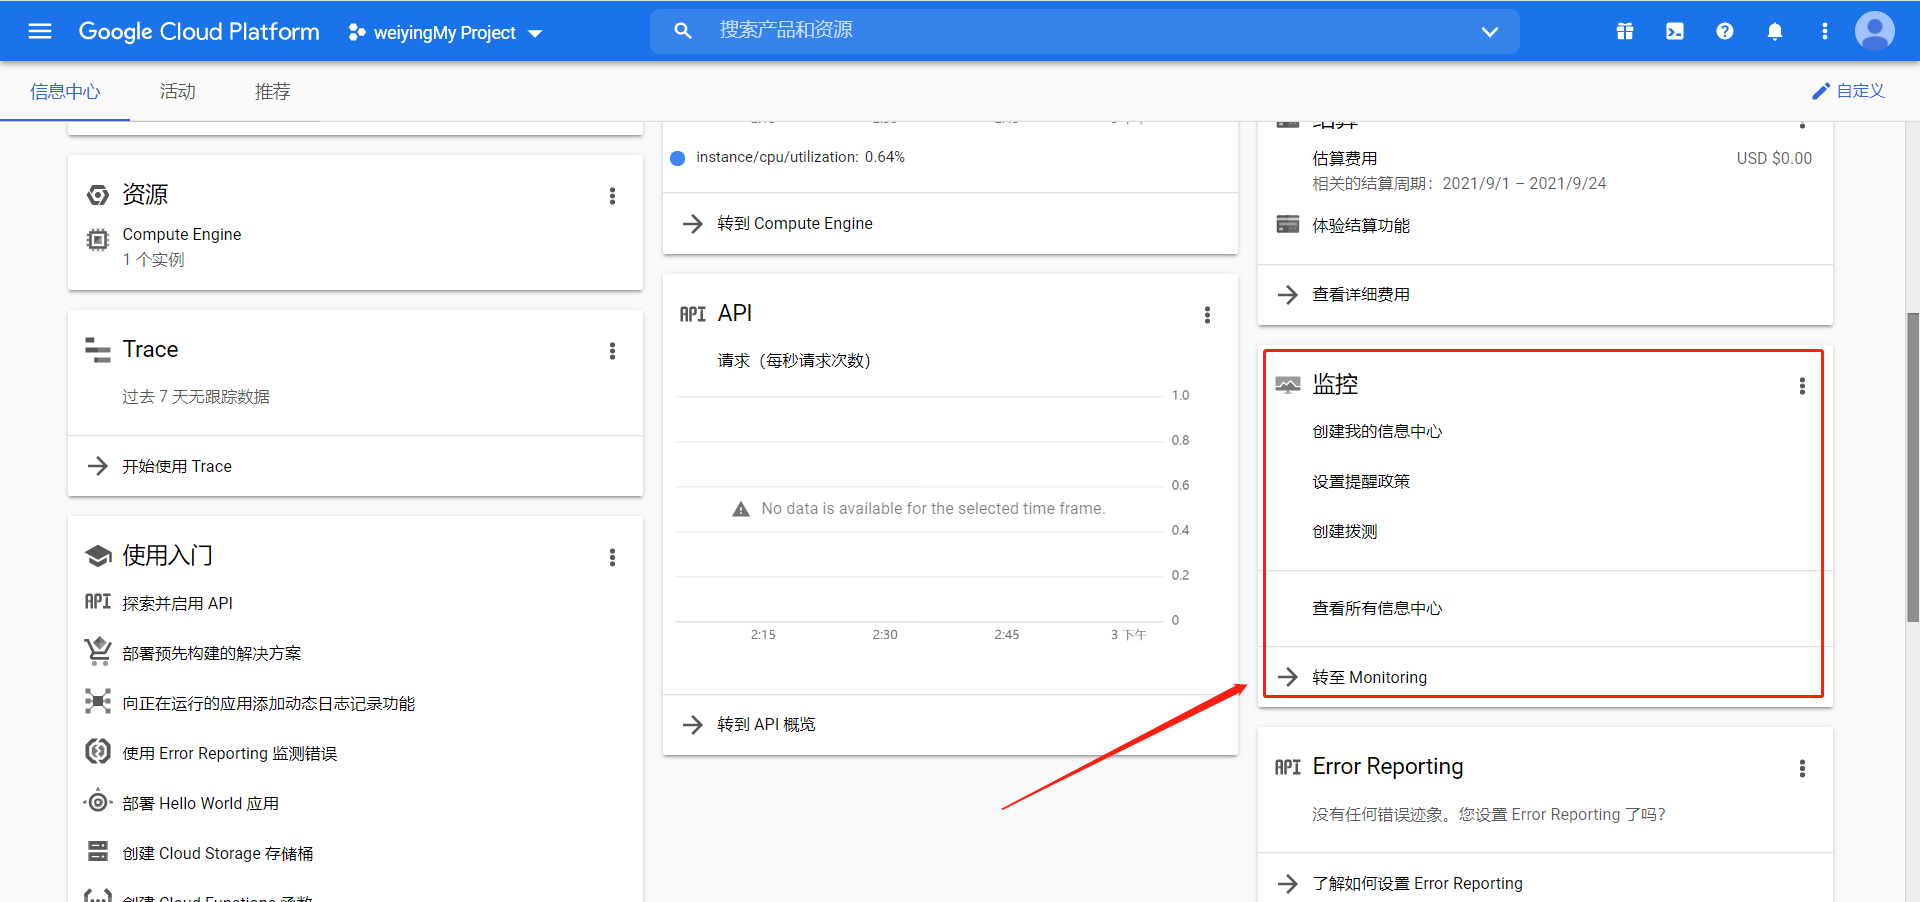 Google Cloud Platform
weiyingMy Project
搜索产品和资源
信息中心
活动
推荐
自定义
资源
Compute Engine
1 个实例
Trace
过去 7 天无跟踪数据
开始使用 Trace
使用入门
API 探索并启用 API
部署预先构建的解决方案
向正在运行的应用添加动态日志记录功能
使用 Error Reporting 监测错误
部署 Hello World 应用
创建 Cloud Storage 存储桶
创建 Cloud Functions 函数
instance/cpu/utilization: 0.64%
转到 Compute Engine
API API
请求（每秒请求次数）
1.0
0.8
0.6
No data is available for the selected time frame.
0.4
0.2
0
2:15
2:30
2:45
3 下午
转到 API 概览
结算
估算费用
USD $0.00
相关的结算周期：2021/9/1 – 2021/9/24
体验结算功能
查看详细费用
监控
创建我的信息中心
设置提醒政策
创建拨测
查看所有信息中心
转至 Monitoring
API Error Reporting
没有任何错误迹象。您设置 Error Reporting 了吗？
了解如何设置 Error Reporting